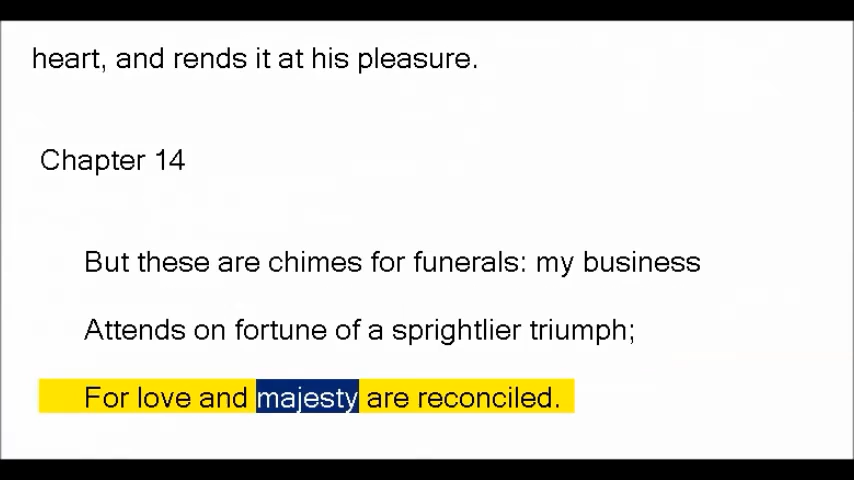 heart, and rends it at his pleasure.
Chapter 14
But these are chimes for funerals: my business
Attends on fortune of a sprightlier triumph;
For love and majesty are reconciled.